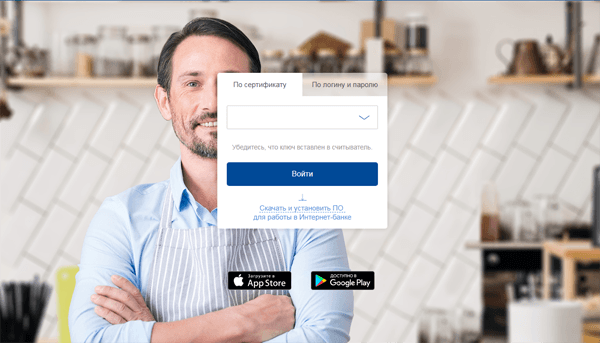 По сертификату
По логину и паролю
Убедитесь, что ключ вставлен в считыватель.
Войти
Скачать и установить ПО
для работы в Интернет-банке
Загрузите в
App Store
ДОСТУПНО В
Google Play